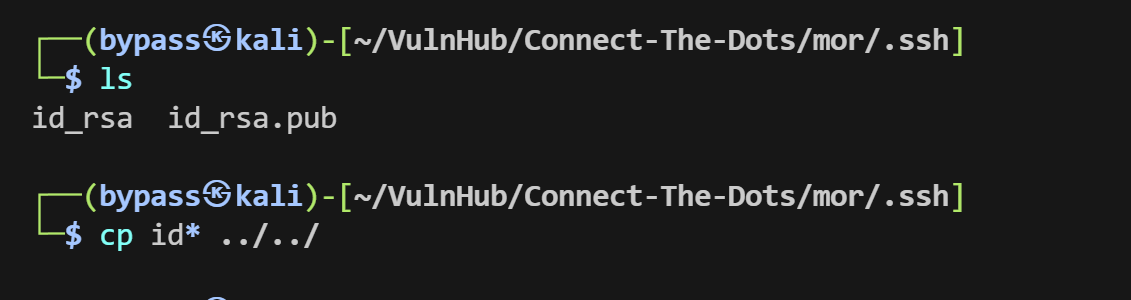 ┌──(bypass㉿kali)-[~/VulnHub/Connect-The-Dots/mor/.ssh]
└─$ ls
id_rsa  id_rsa.pub
┌──(bypass㉿kali)-[~/VulnHub/Connect-The-Dots/mor/.ssh]
└─$ cp id* ../../